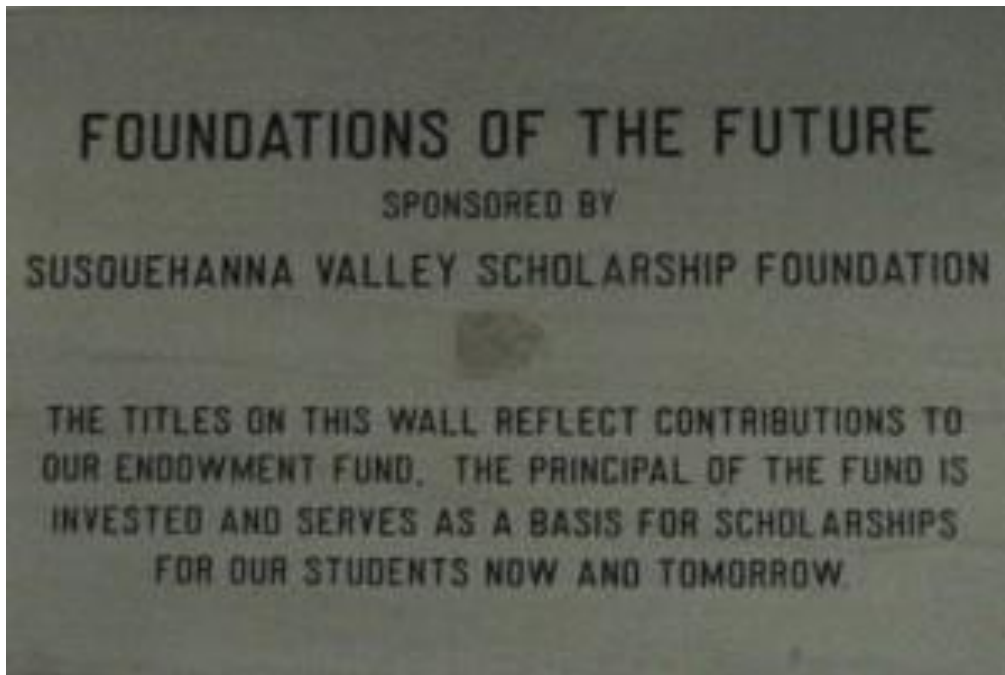 FOUNDATIONS OF THE FUTURE
SPONSORED BY
SUSQUEHANNA VALLEY SCHOLARSHIP FOUNDATION
THE TITLES ON THIS WALL REFLECT CONTRIBUTIONS TO
OUR ENDOWMENT FUND. THE PRINCIPAL OF THE FUND IS
INVESTED AND SERVES AS A BASIS FOR SCHOLARSHIPS
FOR OUR STUDENTS NOW AND TOMORROW.